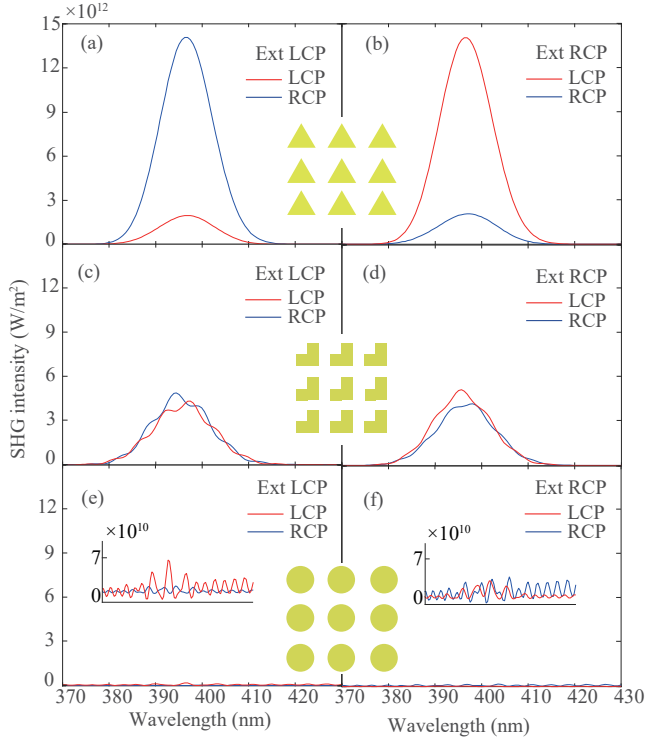 ×10¹²
15
12
9
6
3
0
(a)
Ext LCP
LCP
RCP
(b)
Ext RCP
LCP
RCP
SHG intensity (W/m²)
12
9
6
3
0
(c)
Ext LCP
LCP
RCP
(d)
Ext RCP
LCP
RCP
12
9
6
3
0
(e)
Ext LCP
LCP
RCP
×10¹⁰
7
0
(f)
Ext RCP
LCP
RCP
×10¹⁰
7
0
370 380 390 400 410 420 370 380 390 400 410 420 430
Wavelength (nm) Wavelength (nm)